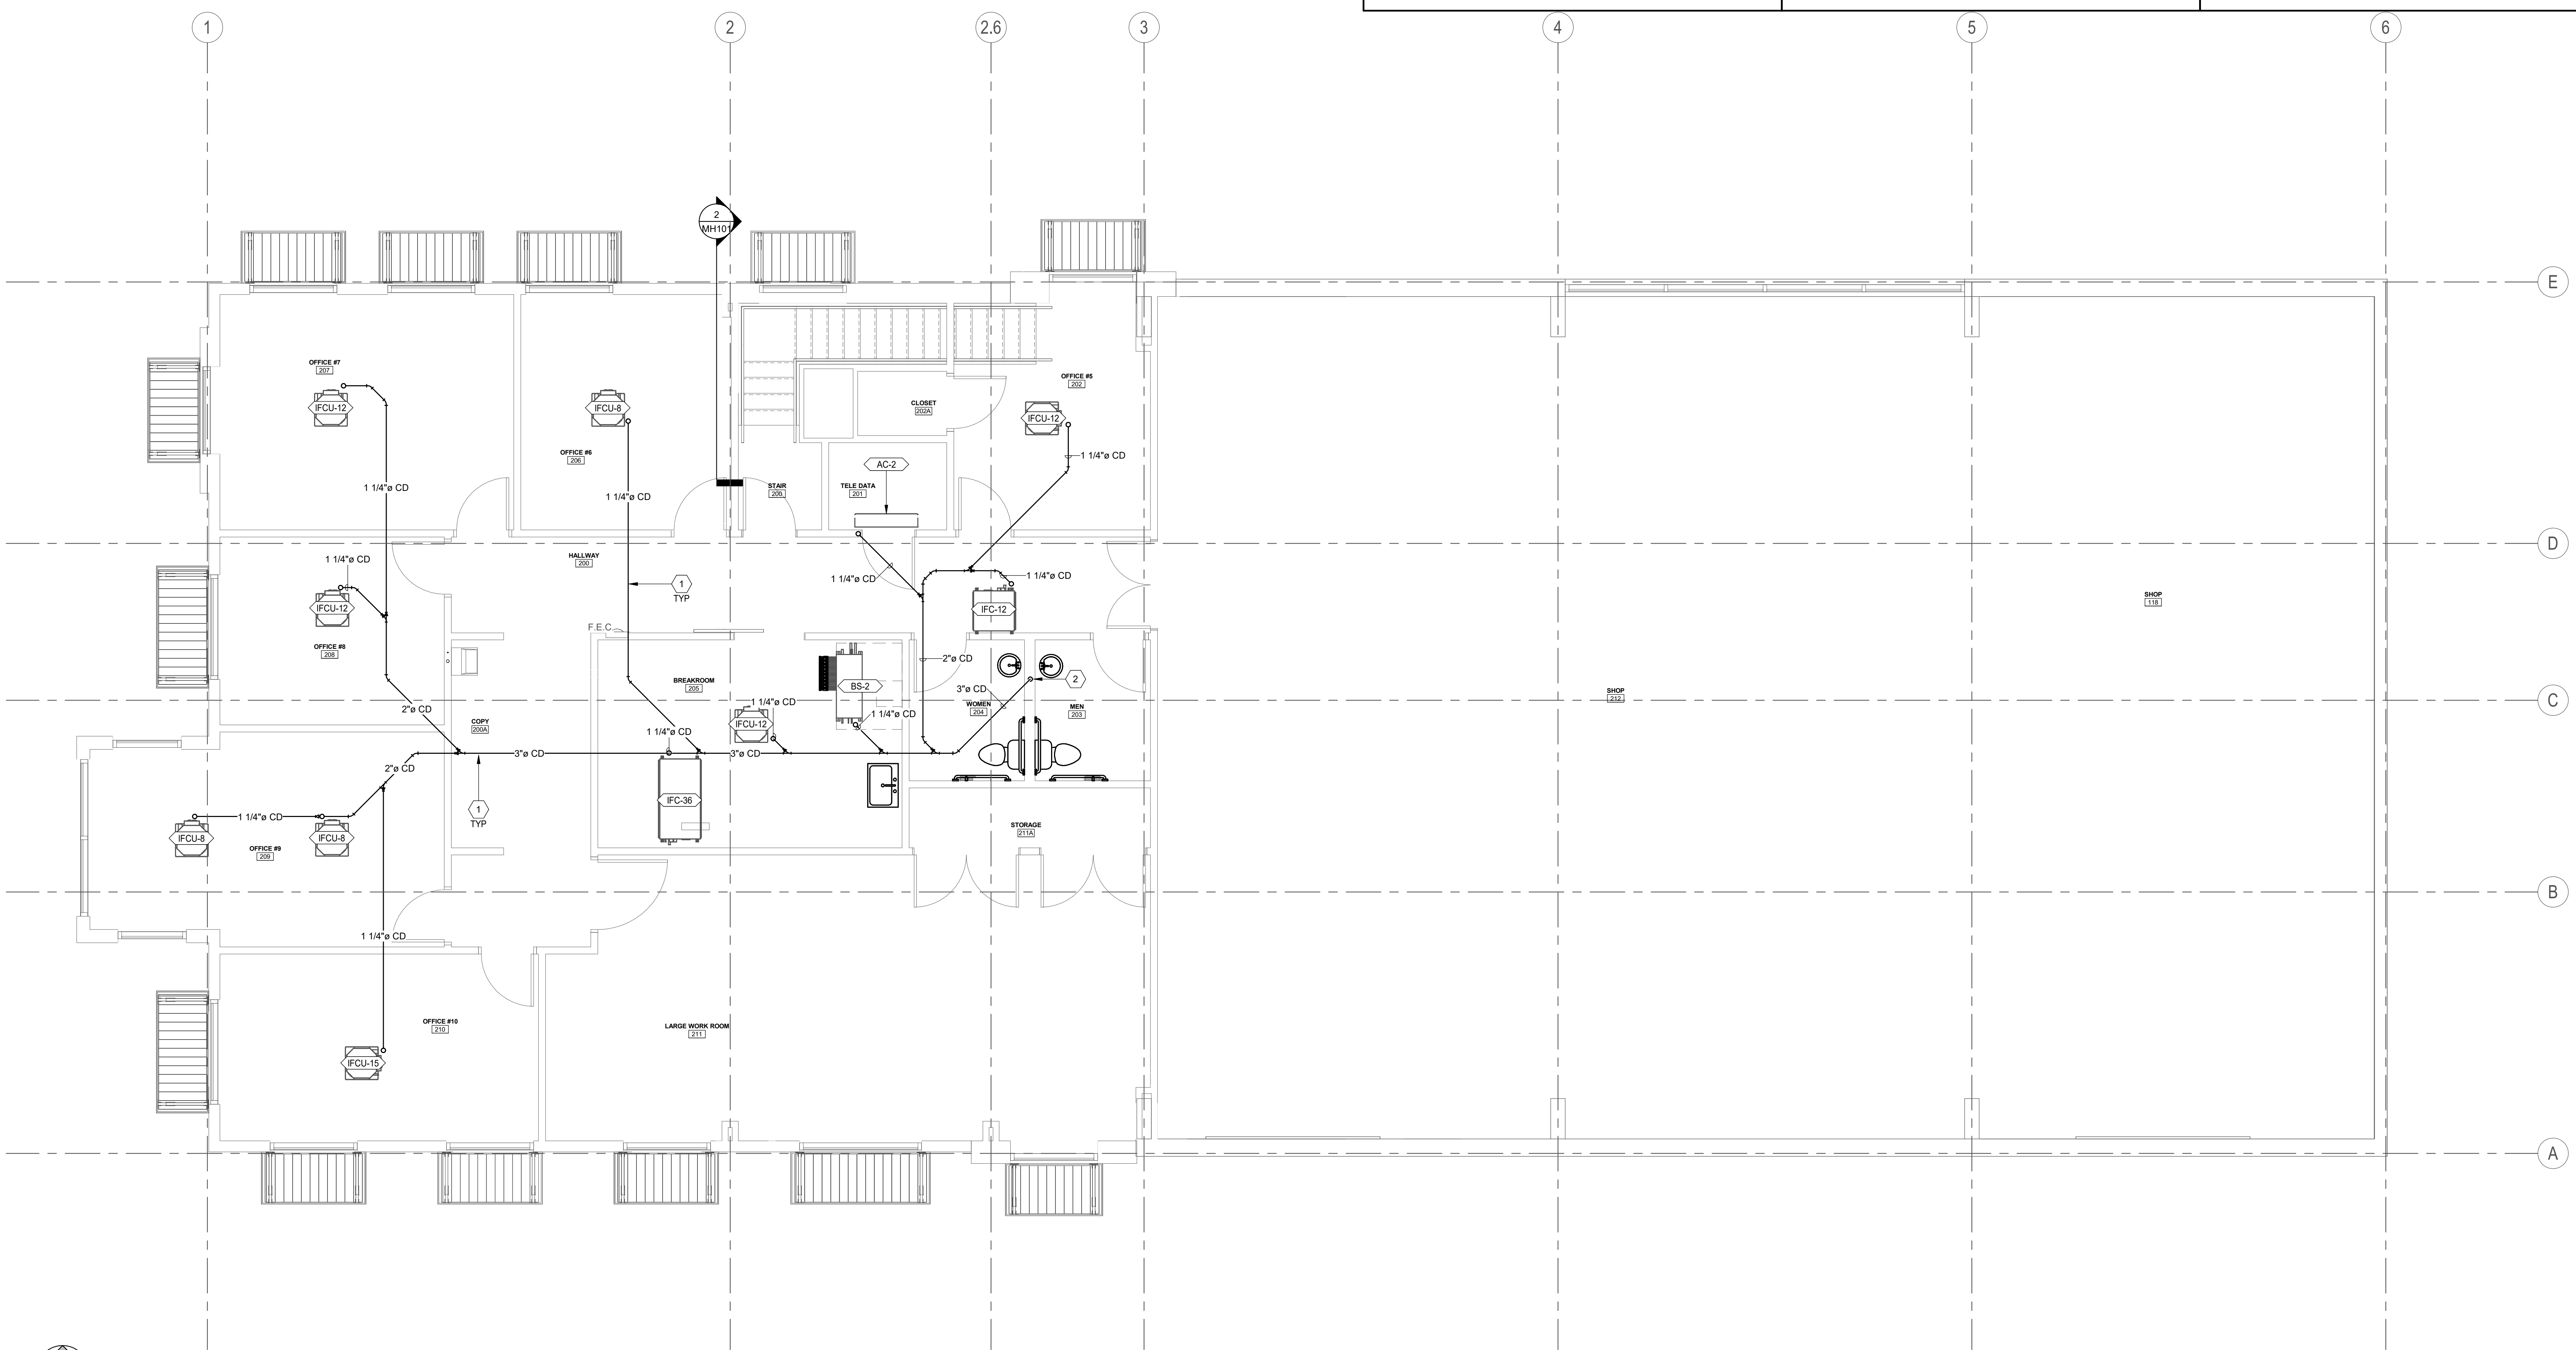 1
2
2.6
3
4
5
6
2
MH101
E
OFFICE #7
207
OFFICE #5
202
IFCU-12
IFCU-8
CLOSET
202A
IFCU-12
OFFICE #6
206
1 1/4"ø CD
AC-2
1 1/4"ø CD
1 1/4"ø CD
STAIR
200
TELE DATA
201
D
1 1/4"ø CD
HALLWAY
200
1
TYP
1 1/4"ø CD
1 1/4"ø CD
IFCU-12
IFC-12
SHOP
118
F.E.C.
OFFICE #8
208
2"ø CD
BREAKROOM
205
BS-2
2
3"ø CD
SHOP
212
C
2"ø CD
1 1/4"ø CD
WOMEN
204
MEN
203
COPY
200A
IFCU-12
1 1/4"ø CD
1 1/4"ø CD
3"ø CD
3"ø CD
2"ø CD
IFC-36
1
TYP
1 1/4"ø CD
IFCU-8
IFCU-8
OFFICE #9
209
STORAGE
211A
B
1 1/4"ø CD
OFFICE #10
210
LARGE WORK ROOM
211
IFCU-15
A